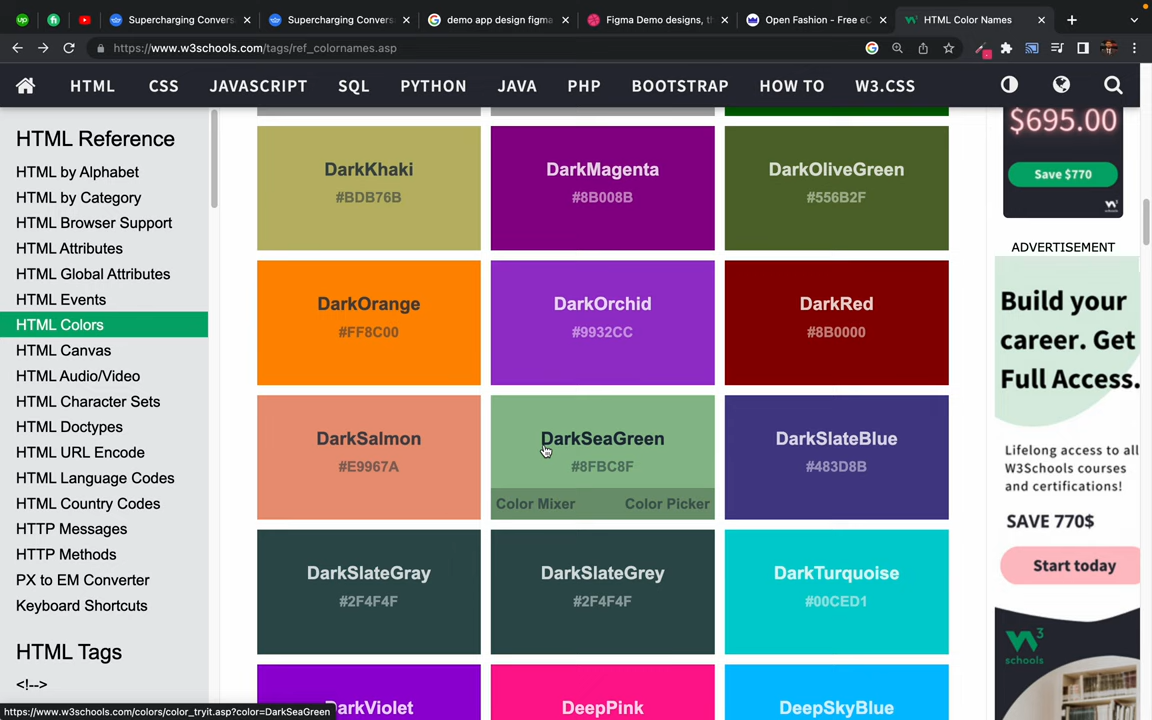 up
Supercharging Convers
Supercharging Convers
demo app design figma
Figma Demo designs, th
Open Fashion - Free eC
HTML Color Names
https://www.w3schools.com/tags/ref_colornames.asp
HTML CSS JAVASCRIPT SQL PYTHON JAVA PHP BOOTSTRAP HOW TO W3.CSS
HTML Reference
HTML by Alphabet
HTML by Category
HTML Browser Support
HTML Attributes
HTML Global Attributes
HTML Events
HTML Colors
HTML Canvas
HTML Audio/Video
HTML Character Sets
HTML Doctypes
HTML URL Encode
HTML Language Codes
HTML Country Codes
HTTP Messages
HTTP Methods
PX to EM Converter
Keyboard Shortcuts
HTML Tags
<!-->
https://www.w3schools.com/colors/color_tryit.asp?color=DarkSeaGreen
DarkKhaki
#BDB76B
DarkMagenta
#8B008B
DarkOliveGreen
#556B2F
DarkOrange
#FF8C00
DarkOrchid
#9932CC
DarkRed
#8B0000
DarkSalmon
#E9967A
DarkSeaGreen
#8FBC8F
Color Mixer
Color Picker
DarkSlateBlue
#483D8B
DarkSlateGray
#2F4F4F
DarkSlateGrey
#2F4F4F
DarkTurquoise
#00CED1
DarkViolet
DeepPink
DeepSkyBlue
$695.00
Save $770
ADVERTISEMENT
Build your
career. Get
Full Access.
Lifelong access to all
W3Schools courses
and certifications!
SAVE 770$
Start today
W3
schools